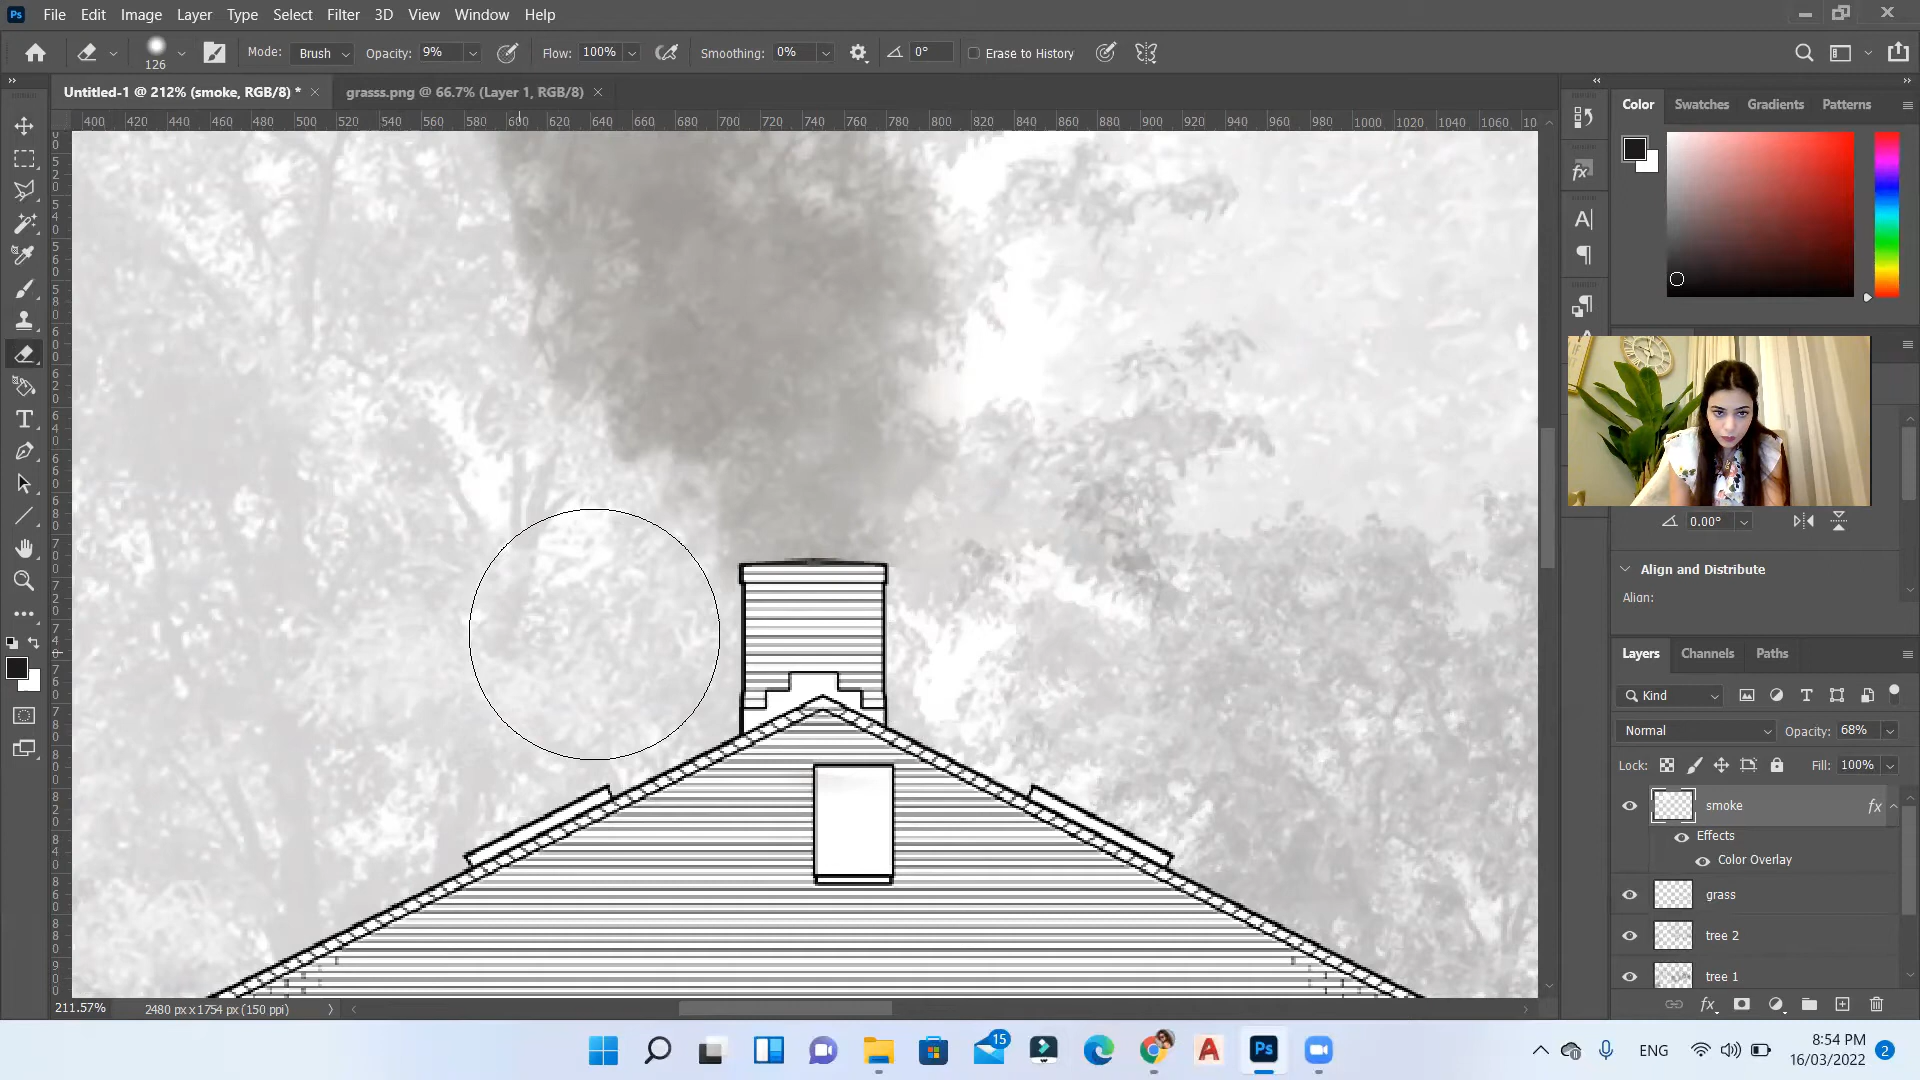 Ps File Edit Image Layer Type Select Filter 3D View Window Help
126 Mode: Brush Opacity: 9% Flow: 100% Smoothing: 0% 0° Erase to History
Untitled-1 @ 212% (smoke, RGB/8) * grasss.png @ 66.7% (Layer 1, RGB/8)
400 420 440 460 480 500 520 540 560 580 600 620 640 660 680 700 720 740 760 780 800 820 840 860 880 900 920 940 960 980 1000 1020 1040 1060 10
Color Swatches Gradients Patterns
0.00°
Align and Distribute
Align:
Layers Channels Paths
Kind
Normal Opacity: 68%
Lock: Fill: 100%
smoke fx
Effects
Color Overlay
grass
tree 2
tree 1
211.57% 2480 px x 1754 px (150 ppi)
15
Ps
ENG
8:54 PM
16/03/2022
2